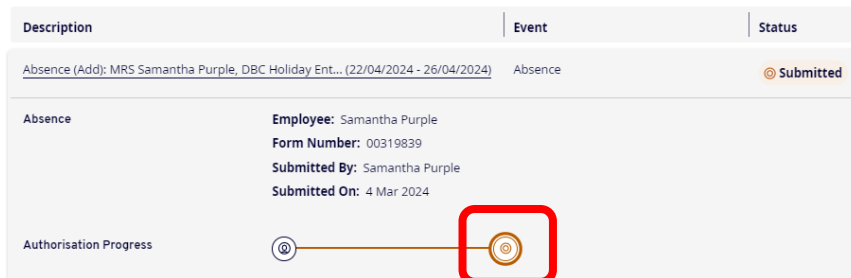 Description Event Status
Absence (Add): MRS Samantha Purple, DBC Holiday Ent... (22/04/2024 - 26/04/2024) Absence Submitted
Absence Employee: Samantha Purple
Form Number: 00319839
Submitted By: Samantha Purple
Submitted On: 4 Mar 2024
Authorisation Progress